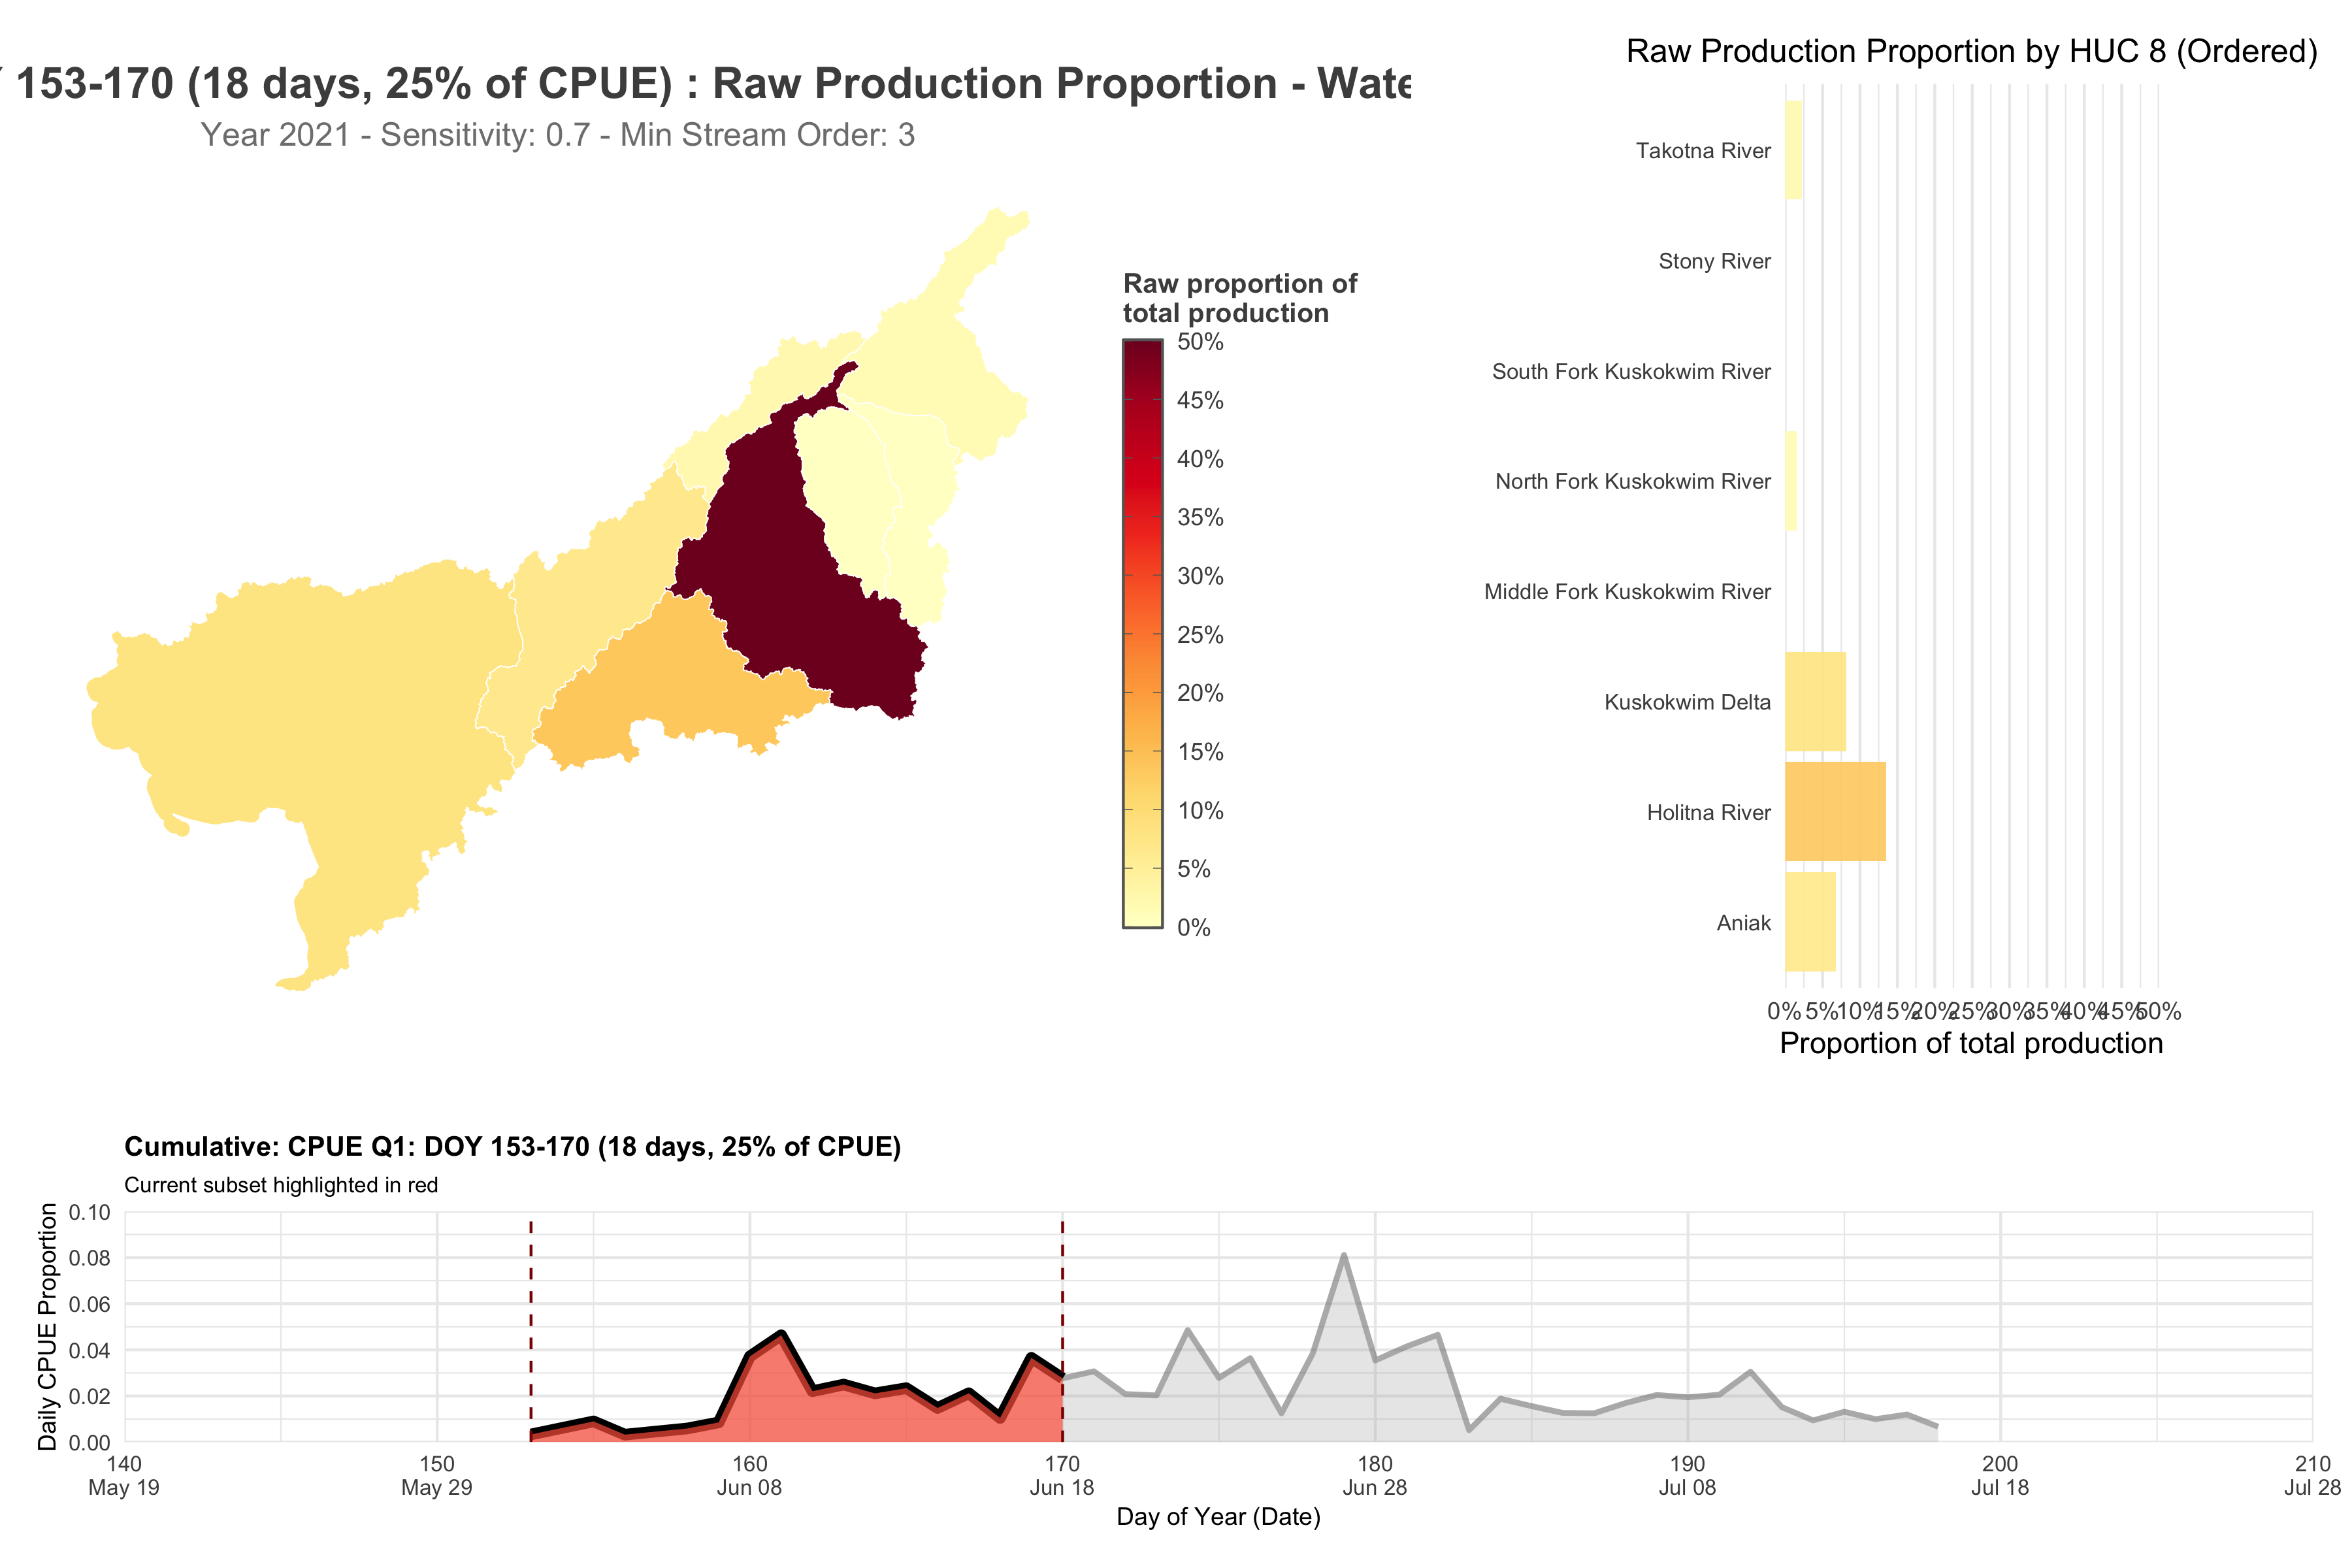 153-170 (18 days, 25% of CPUE) : Raw Production Proportion - Wate
Year 2021 - Sensitivity: 0.7 - Min Stream Order: 3
Raw proportion of
total production
50%
45%
40%
35%
30%
25%
20%
15%
10%
5%
0%
Raw Production Proportion by HUC 8 (Ordered)
Takotna River
Stony River
South Fork Kuskokwim River
North Fork Kuskokwim River
Middle Fork Kuskokwim River
Kuskokwim Delta
Holitna River
Aniak
0% 5% 10% 15% 20% 25% 30% 35% 40% 45% 50%
Proportion of total production
Cumulative: CPUE Q1: DOY 153-170 (18 days, 25% of CPUE)
Current subset highlighted in red
Daily CPUE Proportion
0.10
0.08
0.06
0.04
0.02
0.00
140 150 160 170 180 190 200 210
May 19 May 29 Jun 08 Jun 18 Jun 28 Jul 08 Jul 18 Jul 28
Day of Year (Date)